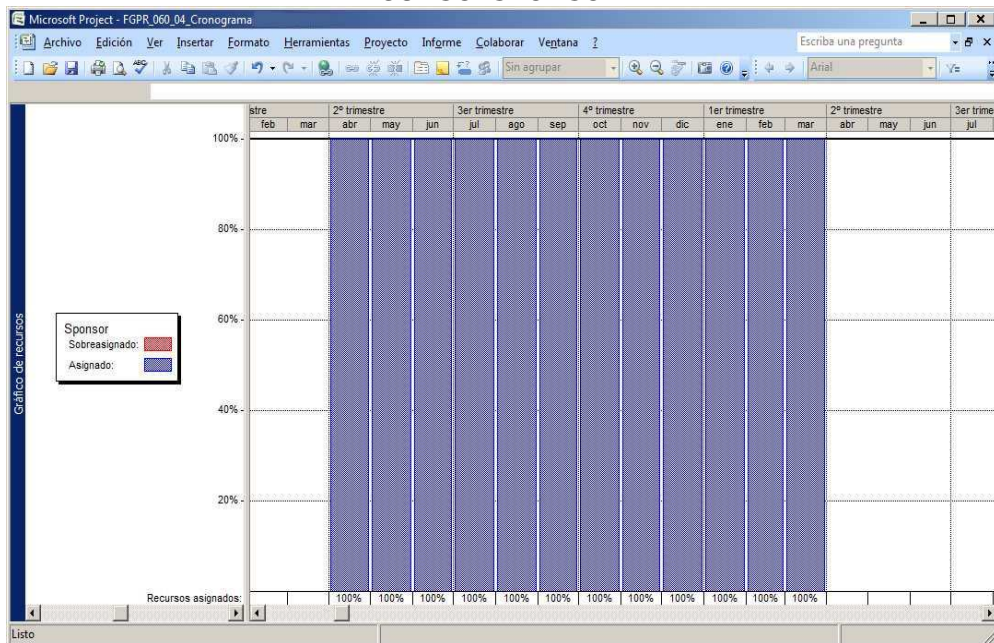 Microsoft Project - FGPR_060_04_Cronograma
Archivo Edición Ver Insertar Formato Herramientas Proyecto Informe Colaborar Ventana ? Escriba una pregunta
Sin agrupar Arial
stre 2º trimestre 3er trimestre 4º trimestre 1er trimestre 2º trimestre 3er trime
feb mar abr may jun jul ago sep oct nov dic ene feb mar abr may jun jul
100%
80%
60%
40%
20%
Gráfico de recursos
Sponsor
Sobreasignado:
Asignado:
Recursos asignados: 100% 100% 100% 100% 100% 100% 100% 100% 100% 100% 100% 100%
Listo